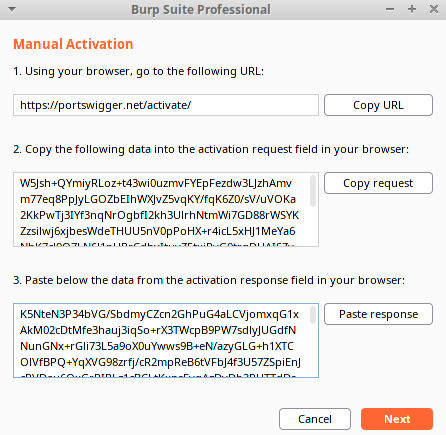 Burp Suite Professional
Manual Activation
1. Using your browser, go to the following URL:
https://portswigger.net/activate/
Copy URL
2. Copy the following data into the activation request field in your browser:
W5Jsh+QYmiyRLoz+t43wi0uzmvFYEpFezdw3LJzhAmv
m77eq8PpJyLGOZbEIhWXJvZ5vqKY/fqK6Z0/sV/uVOKa
2KkPwTj3IYf3nqNrOgbfI2kh3UlrhNtmWi7GD88rWSYK
Zzsilwj6xjbesWdeTHUU5nV0pPoHX+r4icL5xHJ1MeYa6
Copy request
3. Paste below the data from the activation response field in your browser:
K5NteN3P34bVG/SbdmyCZcn2GhPuG4aLCVjomxqG1x
AkM02cDtMfe3hauj3iqSo+rX3TWcpB9PW7sdlyJUGdfN
NunGNx+rGli73L5a9oX0uYwws9B+eN/azyGLG+h1XTC
OIVfBPQ+YqXVG98zrfj/cR2mpReB6tVFbJ4f3U57ZSpiEnJ
Paste response
Cancel
Next